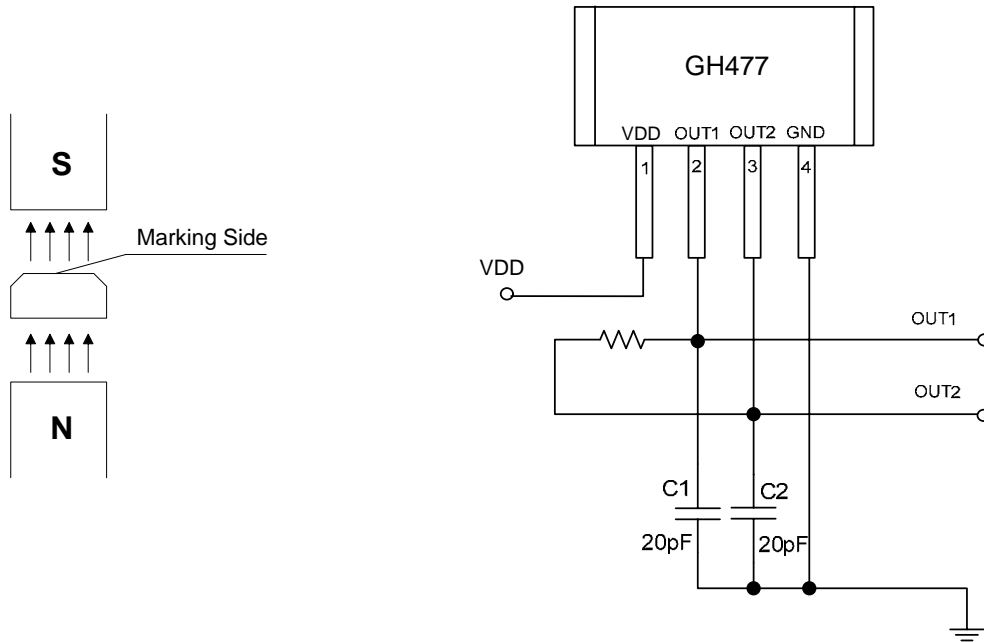 S
Marking Side
N
GH477
VDD OUT1 OUT2 GND
1 2 3 4
VDD
OUT1
OUT2
C1 C2
20pF 20pF